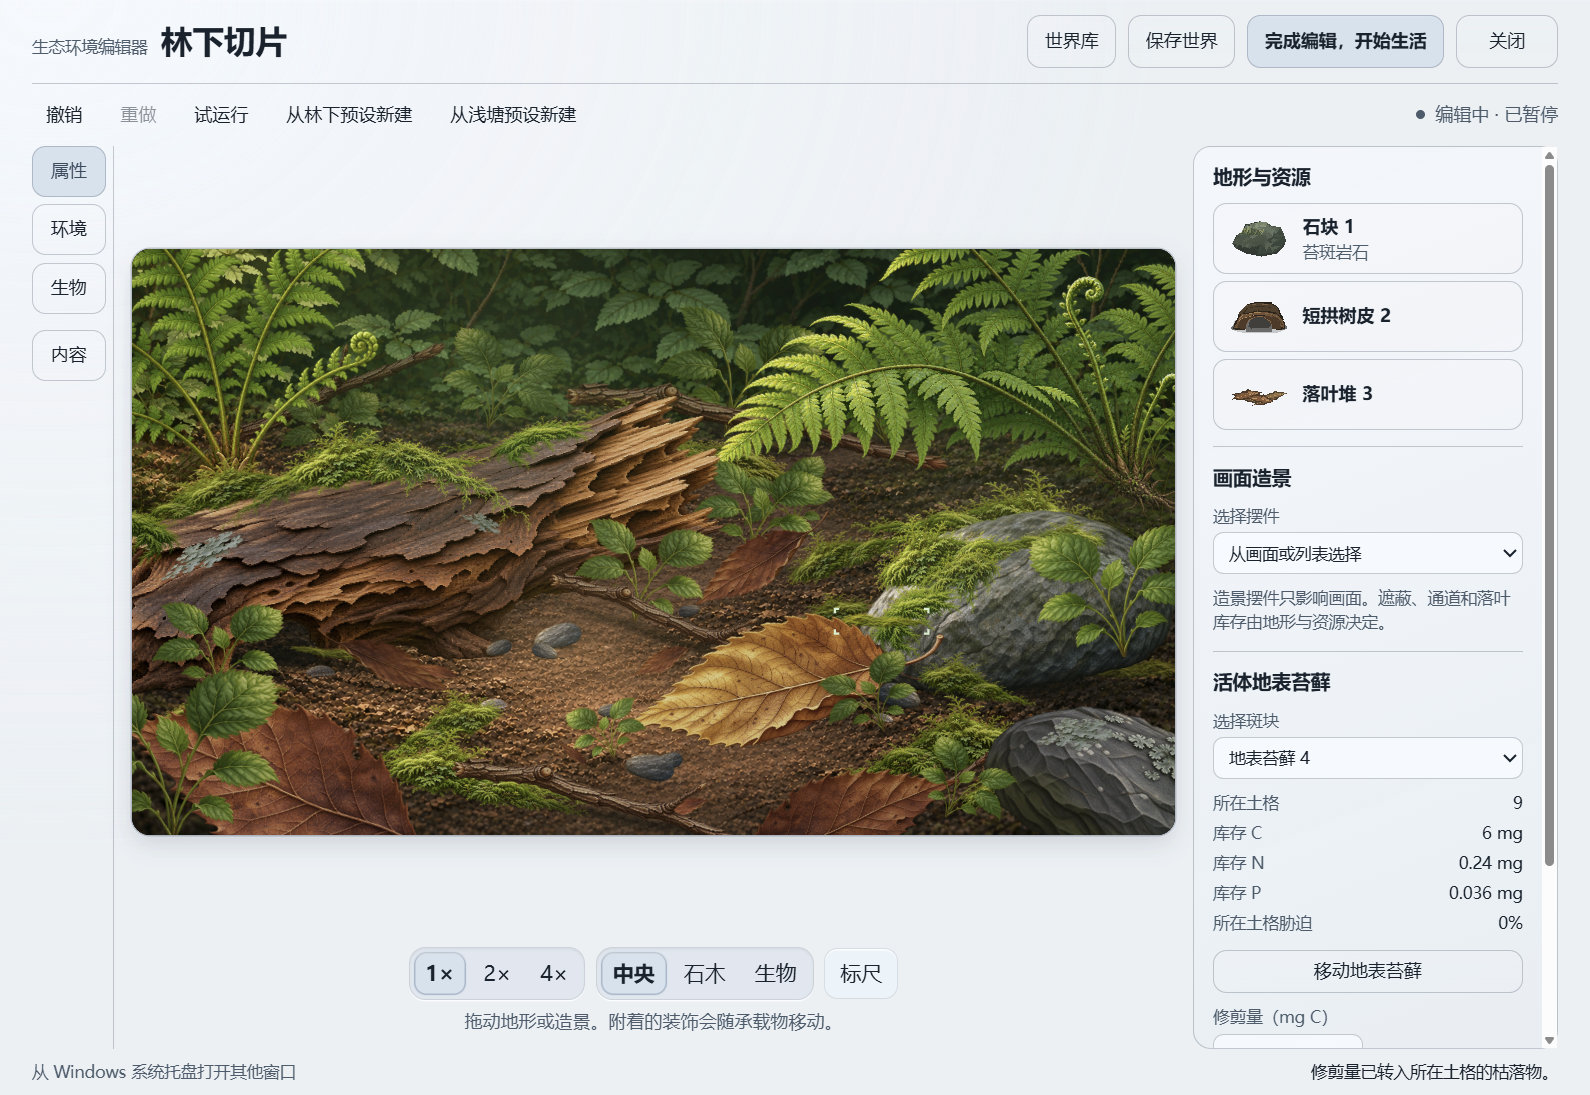 生态环境编辑器 林下切片
世界库 保存世界 完成编辑，开始生活 关闭
撤销 重做 试运行 从林下预设新建 从浅塘预设新建
编辑中 · 已暂停
属性
环境
生物
内容
地形与资源
石块 1
苔斑岩石
短拱树皮 2
落叶堆 3
画面造景
选择摆件
从画面或列表选择
造景摆件只影响画面。遮蔽、通道和落叶
库存由地形与资源决定。
活体地表苔藓
选择斑块
地表苔藓 4
所在土格 9
库存 C 6 mg
库存 N 0.24 mg
库存 P 0.036 mg
所在土格胁迫 0%
移动地表苔藓
修剪量（mg C）
1× 2× 4× 中央 石木 生物 标尺
拖动地形或造景。附着的装饰会随承载物移动。
从 Windows 系统托盘打开其他窗口
修剪量已转入所在土格的枯落物。